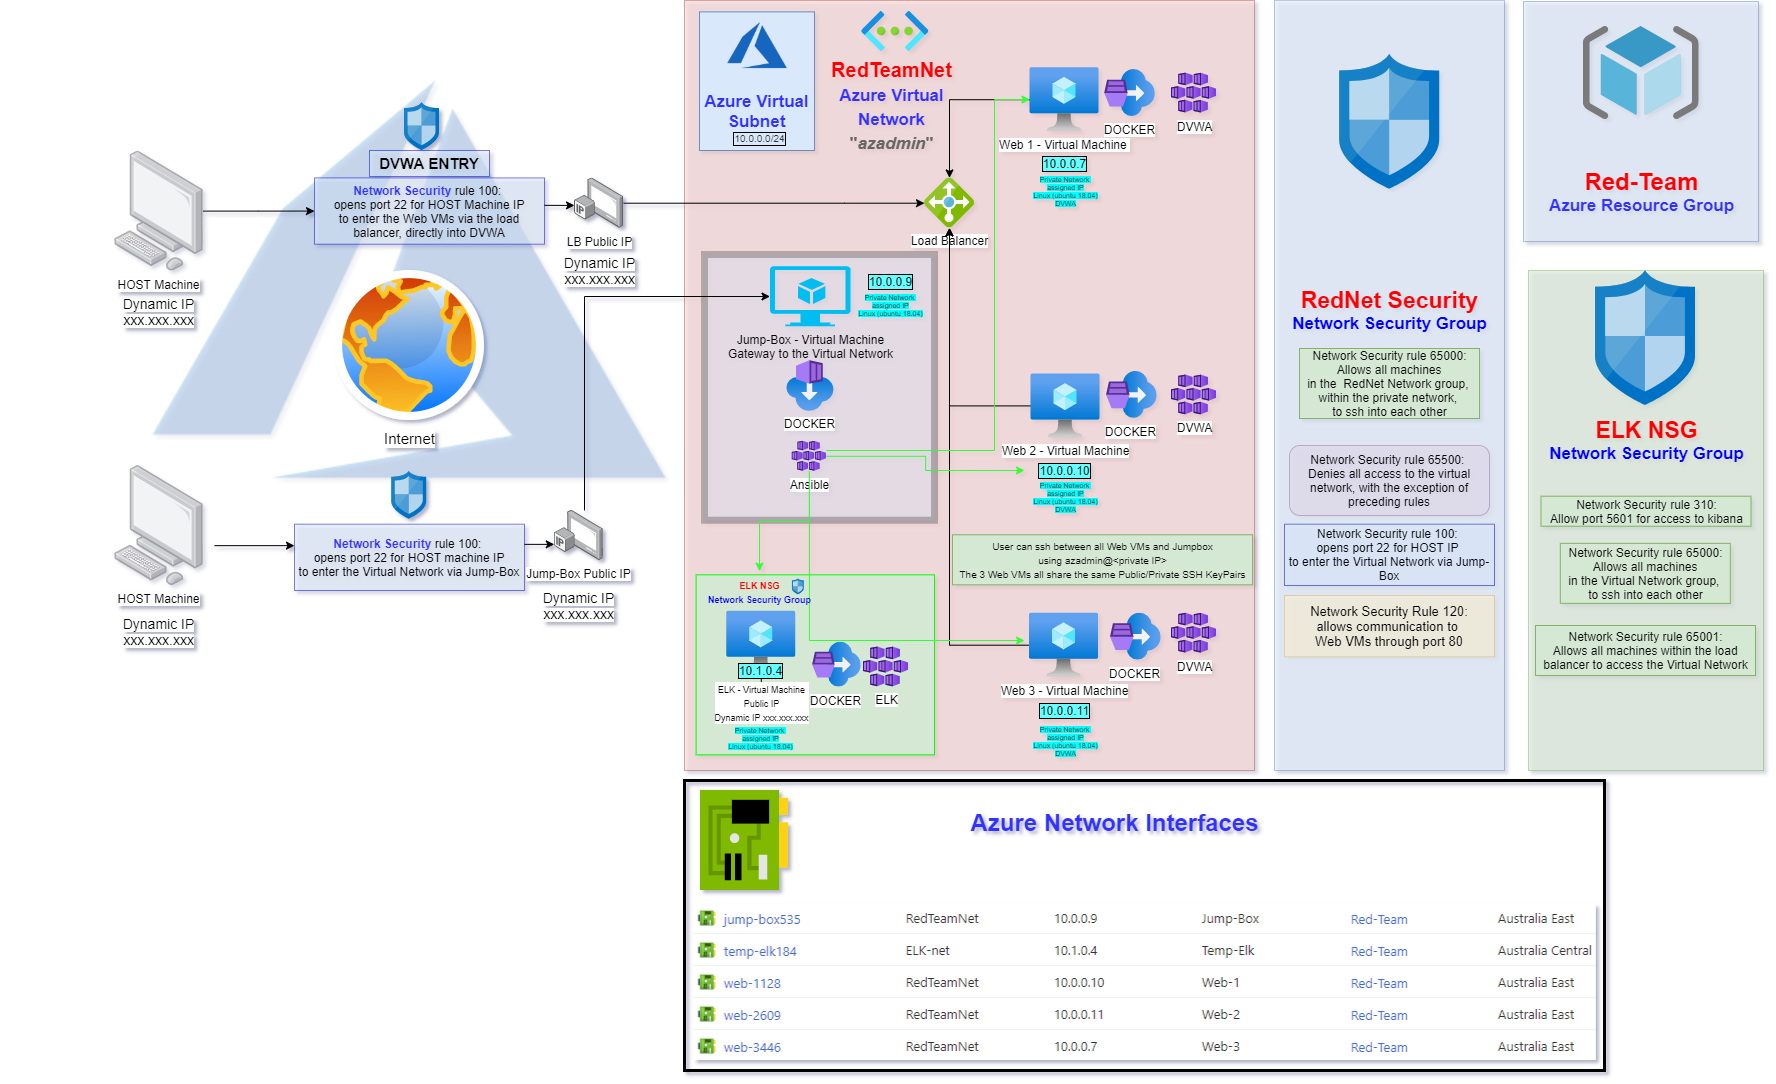 DVWA ENTRY
Network Security rule 100:
opens port 22 for HOST Machine IP
to enter the Web VMs via the load
balancer, directly into DVWA
HOST Machine
Dynamic IP
xxx.xxx.xxx
IP
LB Public IP
Dynamic IP
xxx.xxx.xxx
Internet
HOST Machine
Dynamic IP
xxx.xxx.xxx
Network Security rule 100:
opens port 22 for HOST machine IP
to enter the Virtual Network via Jump-Box
IP
Jump-Box Public IP
Dynamic IP
xxx.xxx.xxx
Azure Virtual
Subnet
10.0.0.0/24
RedTeamNet
Azure Virtual
Network
"azadmin"
Load Balancer
10.0.0.9
Private Network
assigned IP
Linux (ubuntu 18.04)
Jump-Box - Virtual Machine
Gateway to the Virtual Network
DOCKER
Ansible
DOCKER
DVWA
Web 1 - Virtual Machine
10.0.0.7
Private Network
assigned IP
Linux (ubuntu 18.04)
DVWA
DOCKER
DVWA
Web 2 - Virtual Machine
10.0.0.10
Private Network
assigned IP
Linux (ubuntu 18.04)
DVWA
User can ssh between all Web VMs and Jumpbox
using azadmin@<private IP>
The 3 Web VMs all share the same Public/Private SSH KeyPairs
DOCKER
DVWA
Web 3 - Virtual Machine
10.0.0.11
Private Network
assigned IP
Linux (ubuntu 18.04)
DVWA
ELK NSG
Network Security Group
10.1.0.4
ELK - Virtual Machine
Public IP
Dynamic IP xxx.xxx.xxx
Private Network
assigned IP
Linux (ubuntu 18.04)
DOCKER
ELK
RedNet Security
Network Security Group
Network Security rule 65000:
Allows all machines
in the RedNet Network group,
within the private network,
to ssh into each other
Network Security rule 65500:
Denies all access to the virtual
network, with the exception of
preceding rules
Network Security rule 100:
opens port 22 for HOST IP
to enter the Virtual Network via Jump-
Box
Network Security Rule 120:
allows communication to
Web VMs through port 80
Red-Team
Azure Resource Group
ELK NSG
Network Security Group
Network Security rule 310:
Allow port 5601 for access to kibana
Network Security rule 65000:
Allows all machines
in the Virtual Network group,
to ssh into each other
Network Security rule 65001:
Allows all machines within the load
balancer to access the Virtual Network
Azure Network Interfaces
jump-box535 RedTeamNet 10.0.0.9 Jump-Box Red-Team Australia East
temp-elk184 ELK-net 10.1.0.4 Temp-Elk Red-Team Australia Central
web-1128 RedTeamNet 10.0.0.10 Web-1 Red-Team Australia East
web-2609 RedTeamNet 10.0.0.11 Web-2 Red-Team Australia East
web-3446 RedTeamNet 10.0.0.7 Web-3 Red-Team Australia East